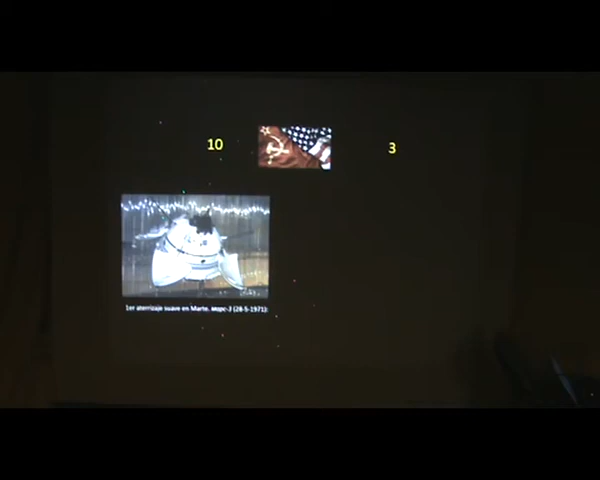 10
3
1er aterrizaje suave en Marte. марс-3 (28-5-1971)